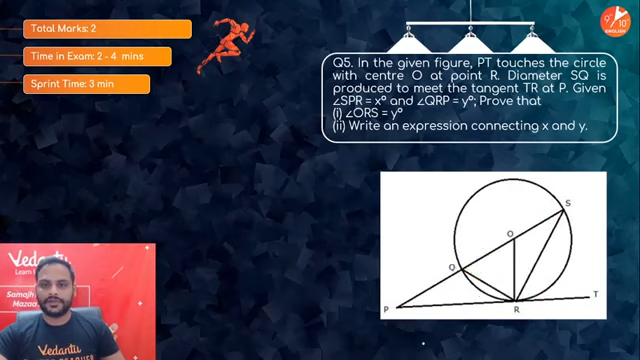 Total Marks: 2
Time in Exam: 2 - 4 mins
Sprint Time: 3 min
9 10
ENGLISH
Q5. In the given figure, PT touches the circle
with centre O at point R. Diameter SQ is
produced to meet the tangent TR at P. Given
∠SPR = x° and ∠QRP = y°; Prove that
(i) ∠ORS = y°
(ii) Write an expression connecting x and y.
S
O
Q
P
R
T
Vedantu
Samajh
Vedantu